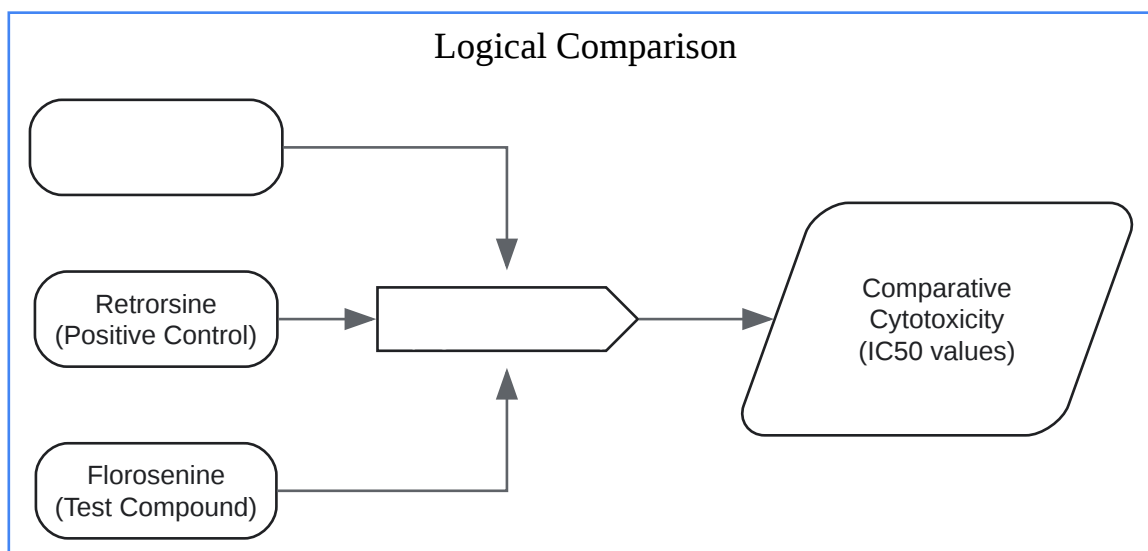 Logical Comparison
Retrorsine
(Positive Control)
Florosenine
(Test Compound)
Comparative
Cytotoxicity
(IC50 values)